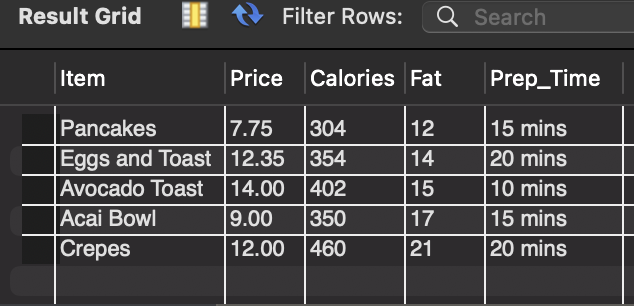 Result Grid Filter Rows: Search
Item Price Calories Fat Prep_Time
Pancakes 7.75 304 12 15 mins
Eggs and Toast 12.35 354 14 20 mins
Avocado Toast 14.00 402 15 10 mins
Acai Bowl 9.00 350 17 15 mins
Crepes 12.00 460 21 20 mins